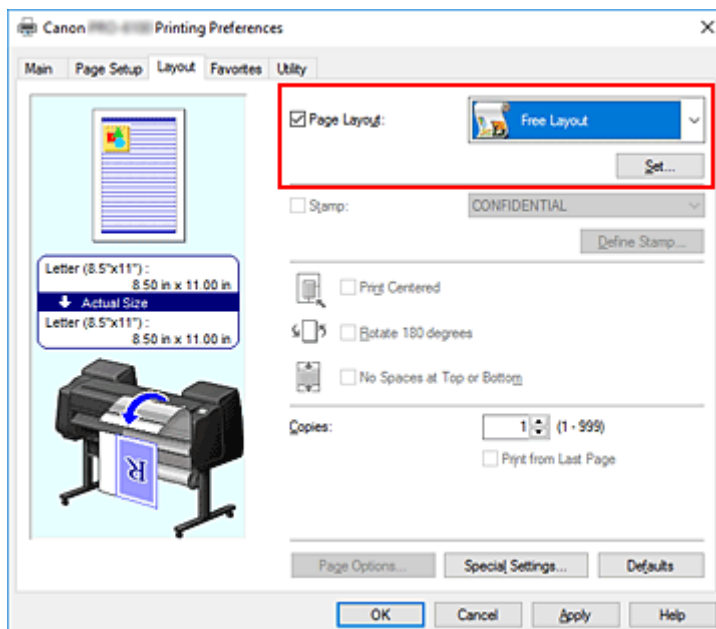 Canon Printing Preferences
Main Page Setup Layout Favorites Utility
Page Layout: Free Layout
Set...
Stamp: CONFIDENTIAL
Define Stamp...
Letter (8.5"x11") :
8.50 in x 11.00 in
Actual Size
Letter (8.5"x11") :
8.50 in x 11.00 in
Print Centered
Rotate 180 degrees
No Spaces at Top or Bottom
Copies: 1 (1 - 999)
Print from Last Page
R
Page Options... Special Settings... Defaults
OK Cancel Apply Help